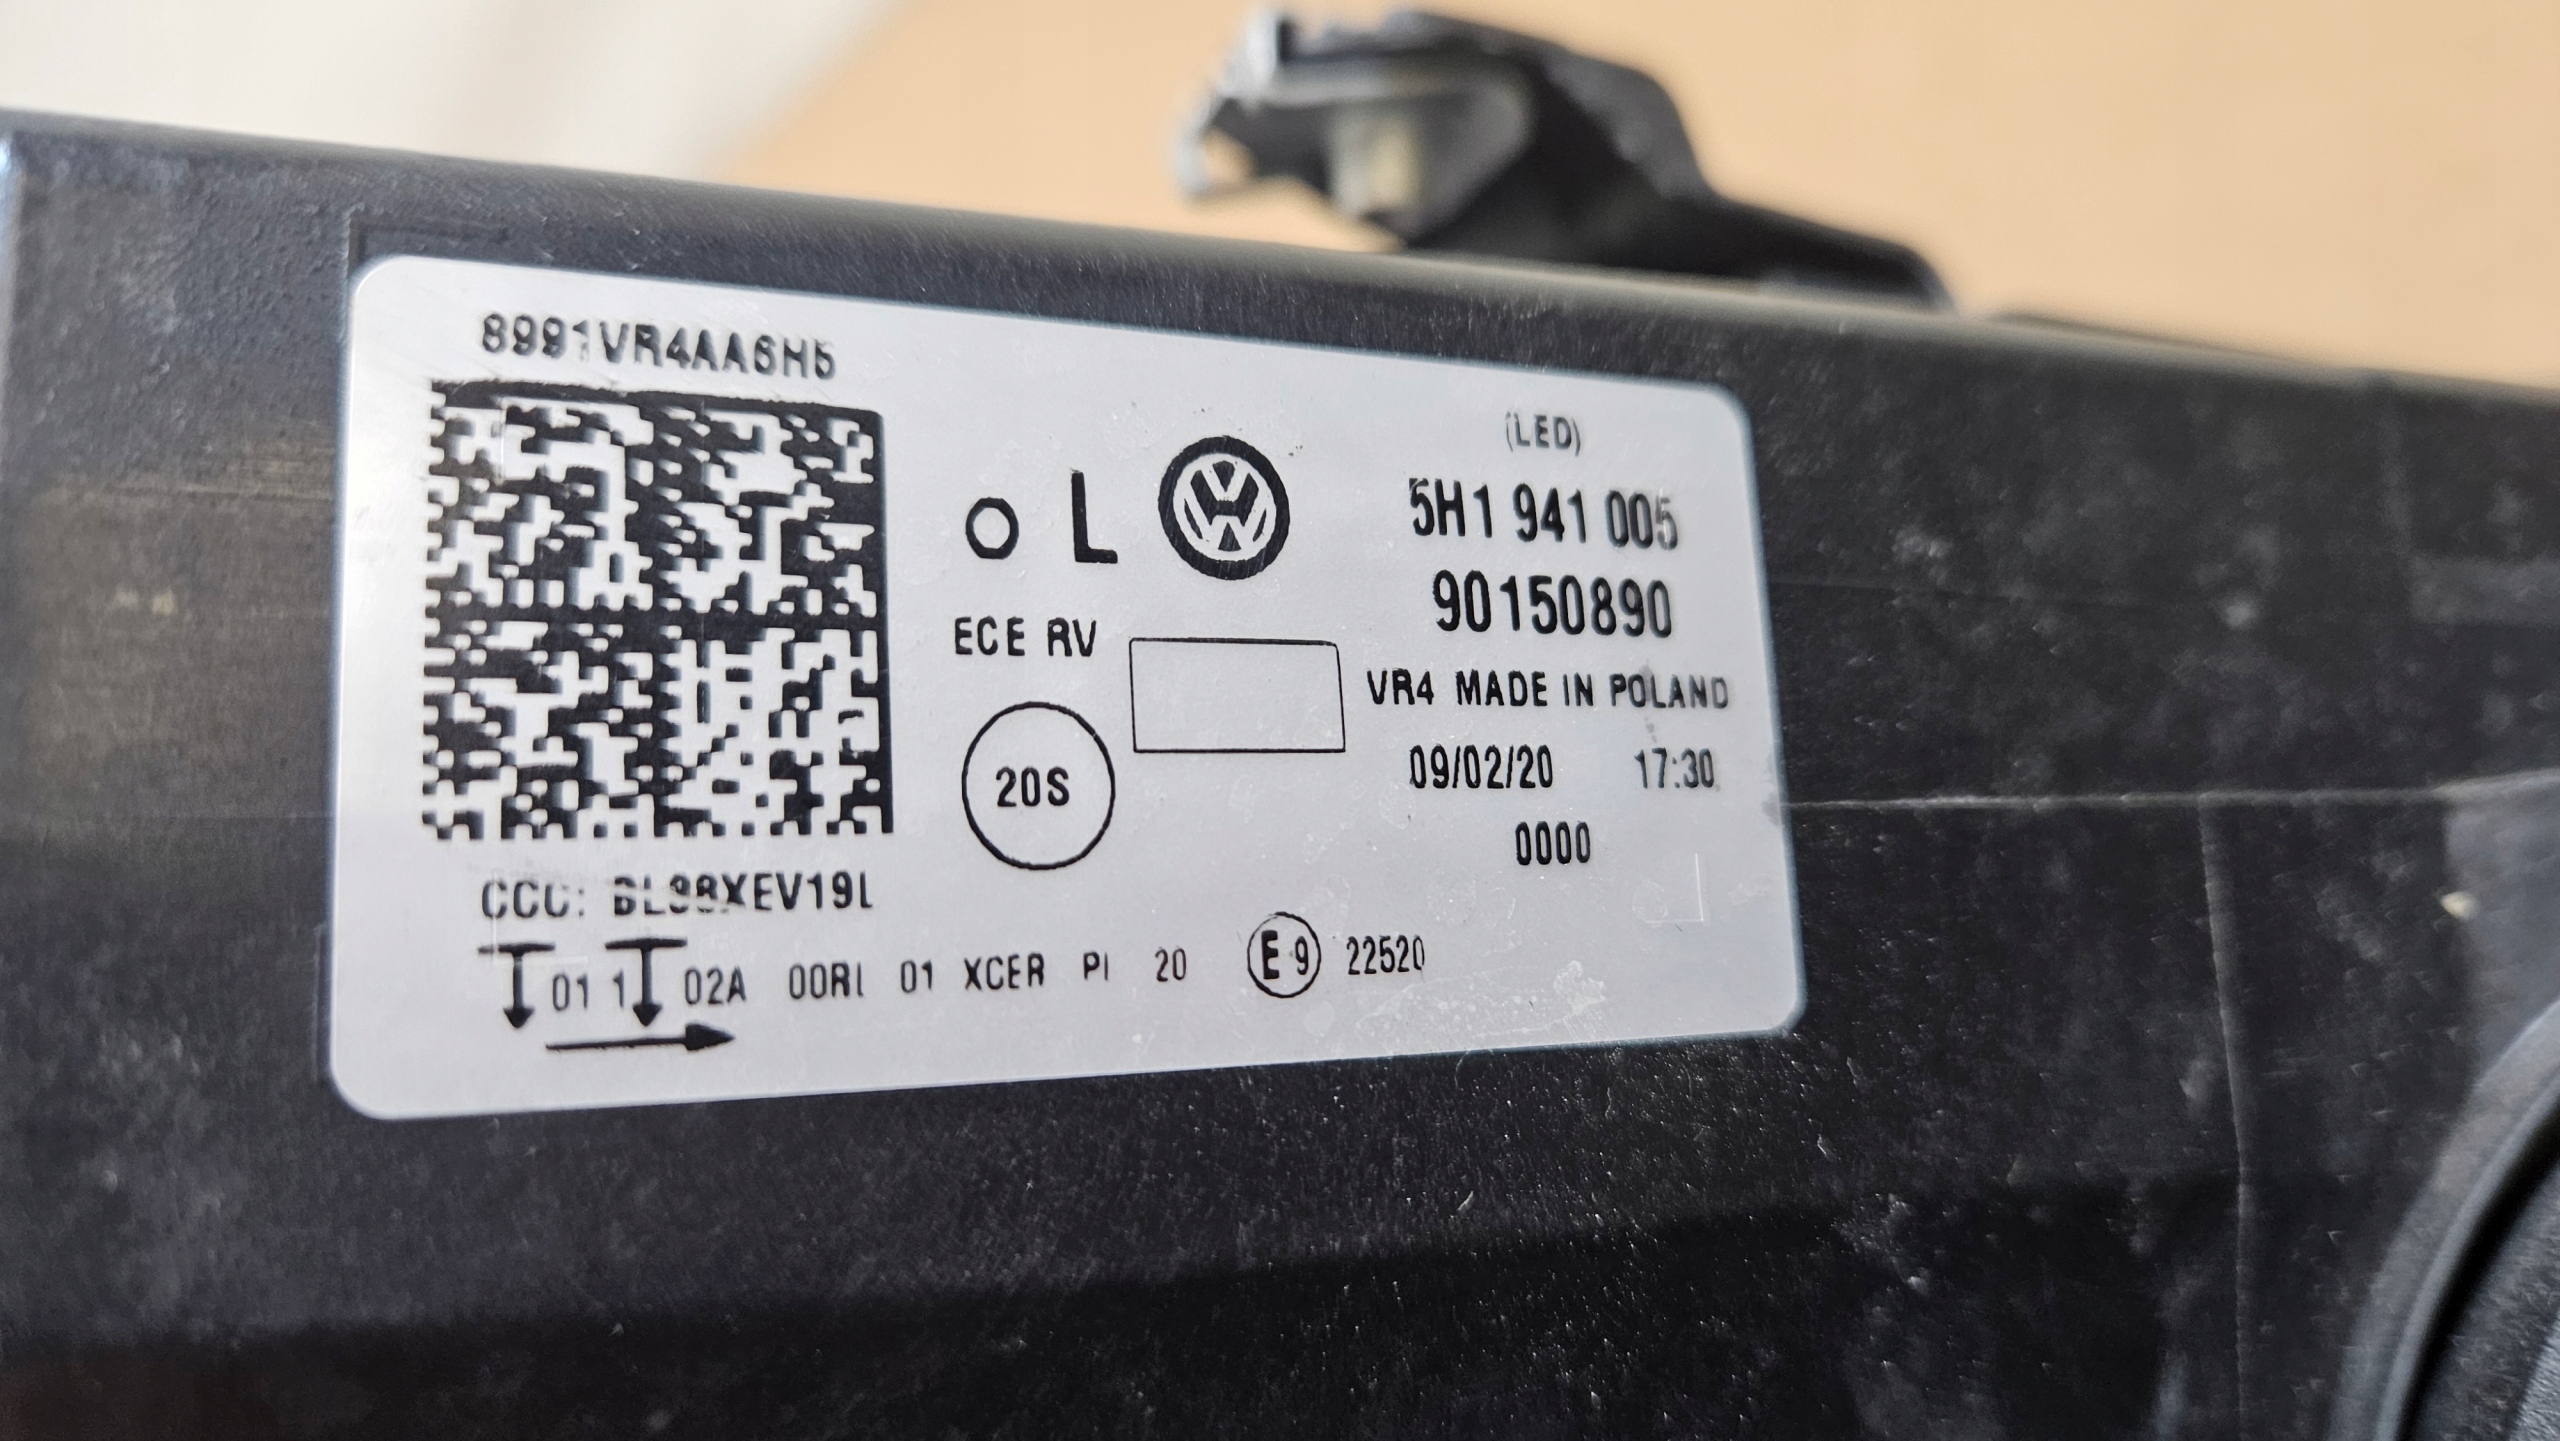 8991VR4AA6H5
(LED)
O L
5H1 941 005
90150890
ECE RV
VR4 MADE IN POLAND
20S
09/02/20 17:30
0000
CCC: BL98XEV19L
01 1 02A 00RL 01 XCER PL 20 E9 22520